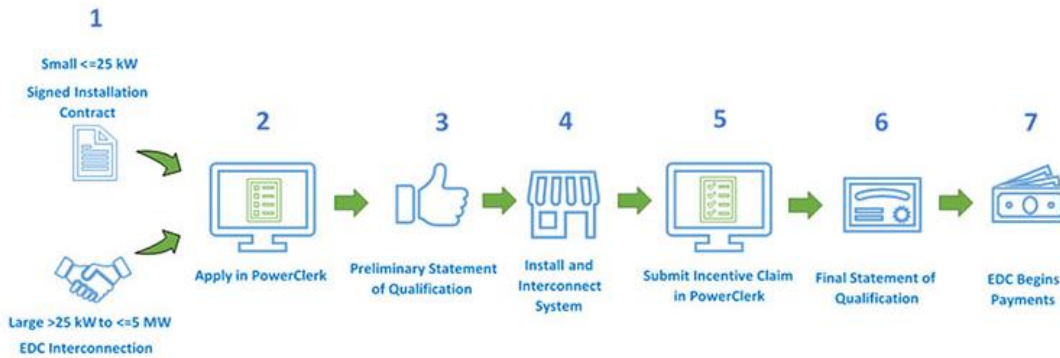 1
Small <=25 kW
Signed Installation
Contract
Large >25 kW to <=5 MW
EDC Interconnection
2
Apply in PowerClerk
3
Preliminary Statement
of Qualification
4
Install and
Interconnect
System
5
Submit Incentive Claim
in PowerClerk
6
Final Statement of
Qualification
7
EDC Begins
Payments